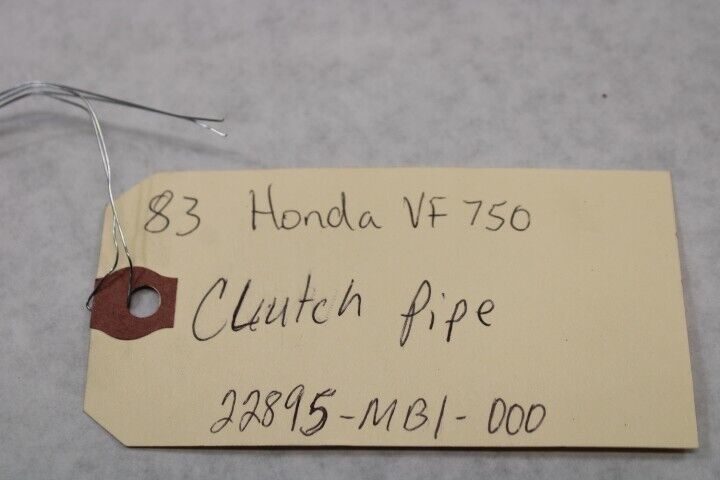 83 Honda VF 750
Clutch Pipe
22895-MB1-000